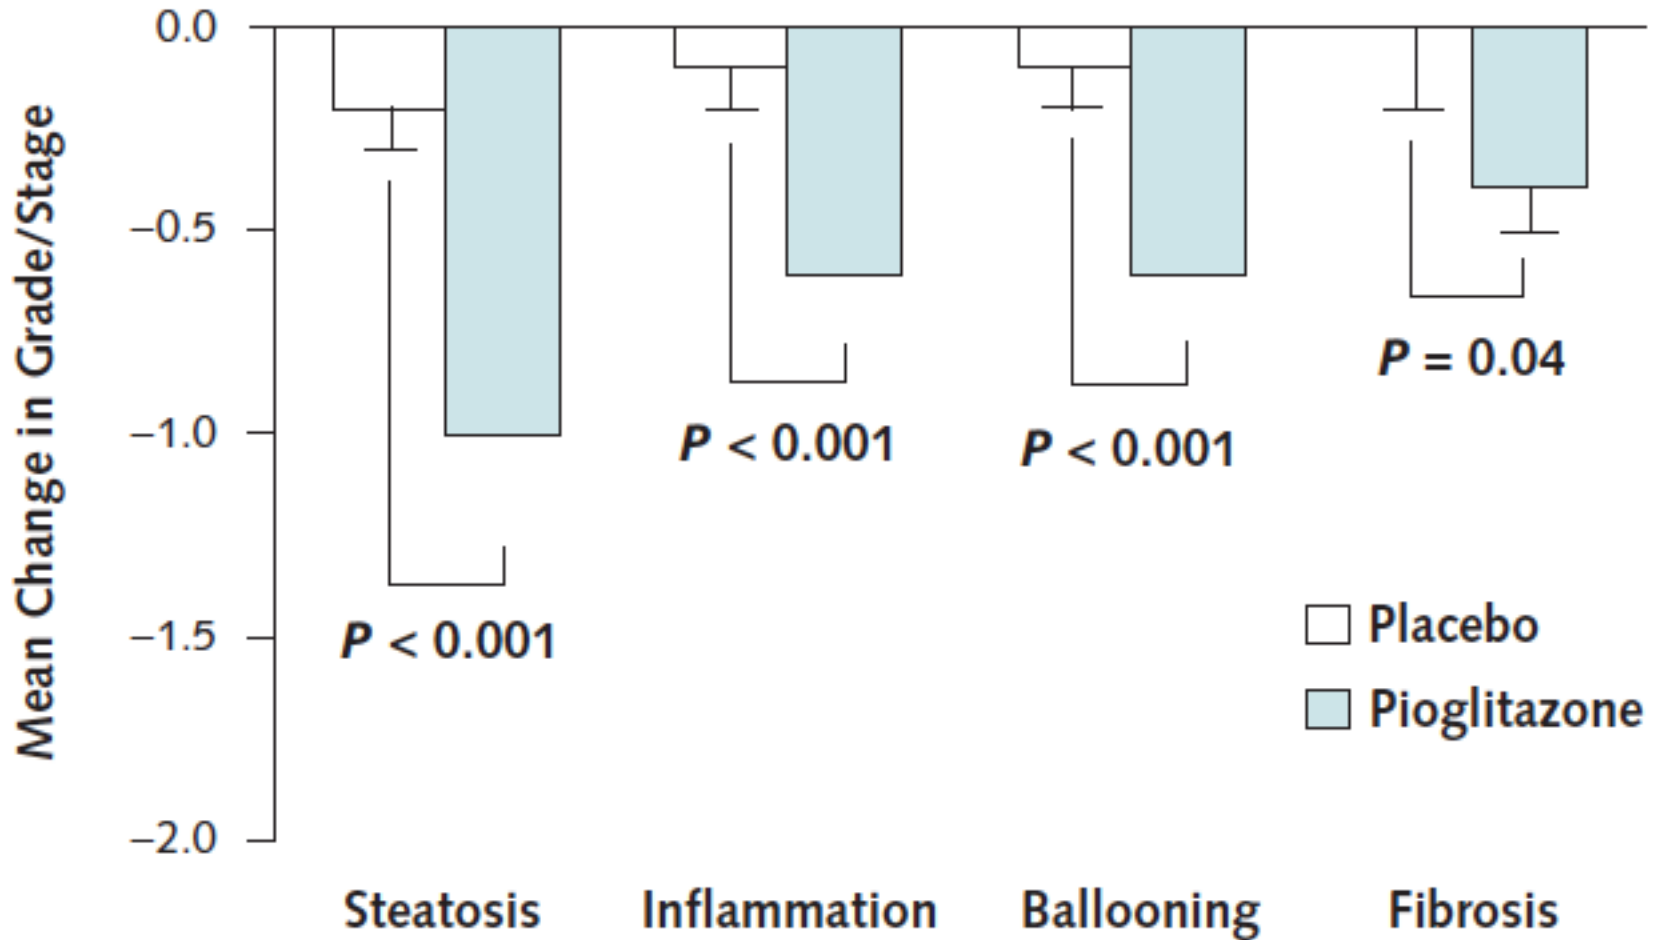 Mean Change in Grade/Stage
0.0
–0.5
–1.0
–1.5
–2.0
P < 0.001
P < 0.001
P < 0.001
P = 0.04
Placebo
Pioglitazone
Steatosis
Inflammation
Ballooning
Fibrosis